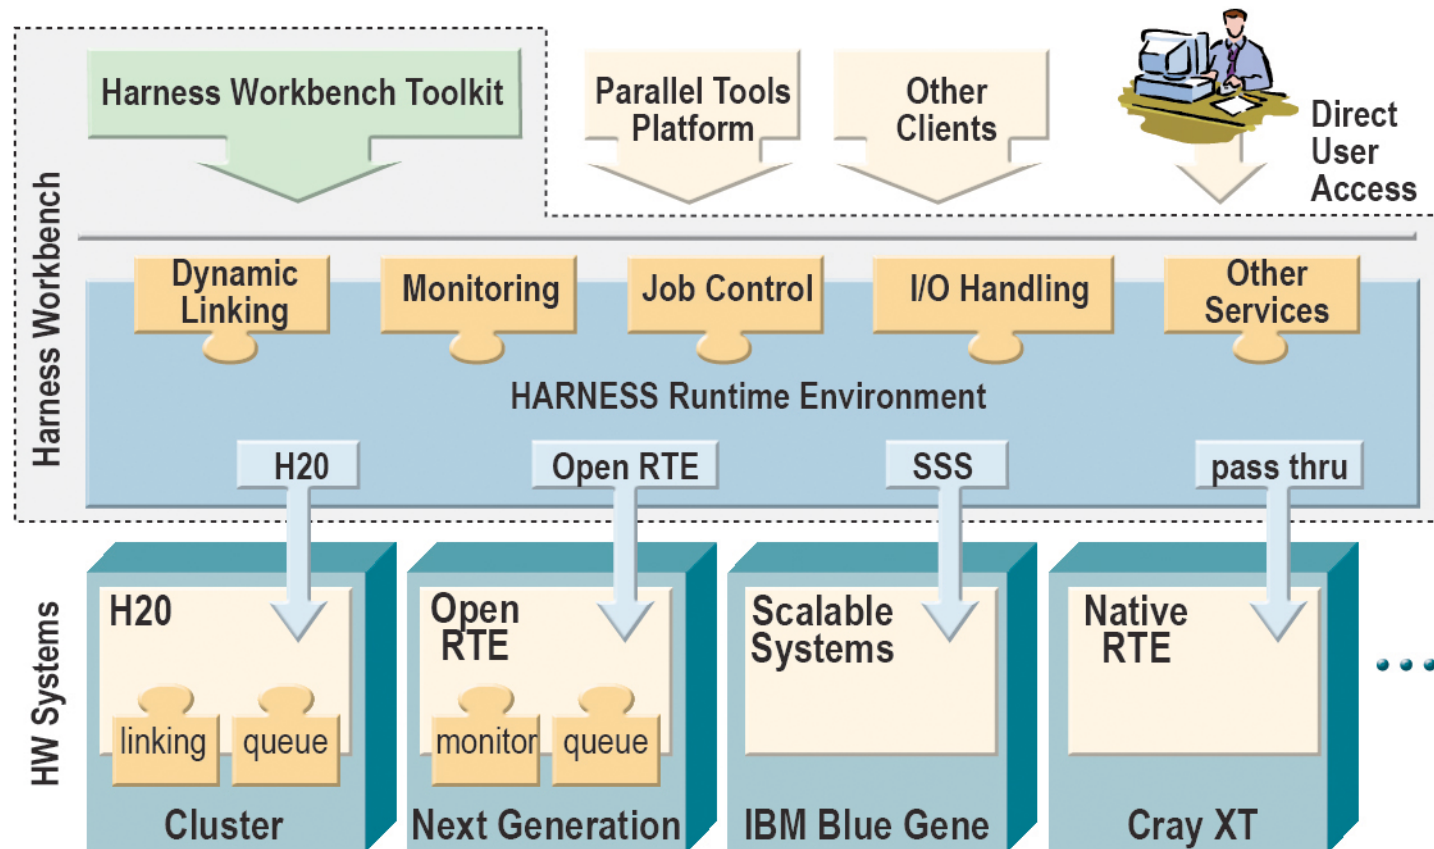 Harness Workbench Toolkit
Parallel Tools
Platform
Other
Clients
Direct
User
Access
Harness Workbench
Dynamic
Linking
Monitoring
Job Control
I/O Handling
Other
Services
HARNESS Runtime Environment
H20
Open RTE
SSS
pass thru
HW Systems
H20
linking
queue
Cluster
Open
RTE
monitor
queue
Next Generation
Scalable
Systems
IBM Blue Gene
Native
RTE
Cray XT